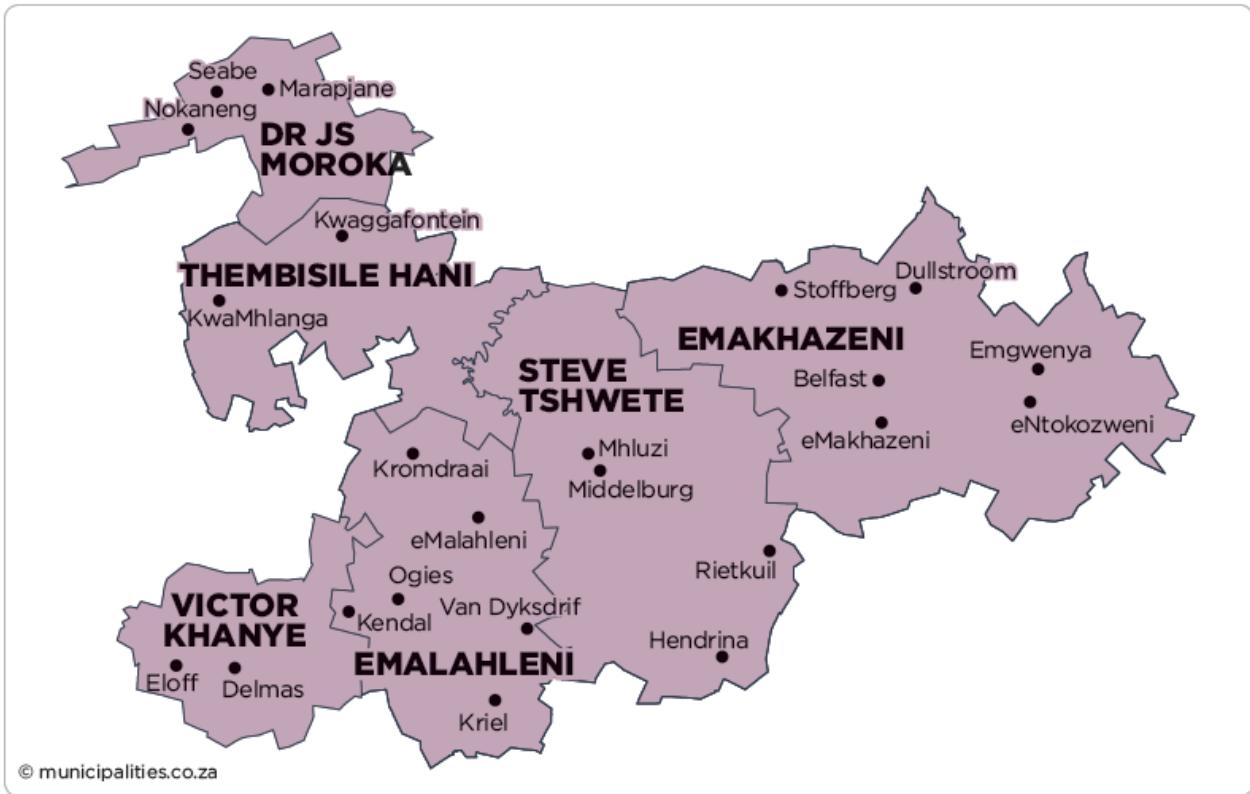 Seabe
Marapjane
Nokaneng
DR JS
MOROKA
Kwaggafontein
THEMBISILE HANI
KwaMhlanga
Dullstroom
Stoffberg
EMAKHAZENI
Emgwenya
Belfast
eNtokozweni
eMakhazeni
STEVE
TSHWETE
Mhluzi
Middelburg
Kromdraai
eMalahleni
Rietkuil
Ogies
Van Dyksdrif
Kendal
Hendrina
VICTOR
KHANYE
EMALAHLENI
Eloff
Delmas
Kriel
© municipalities.co.za